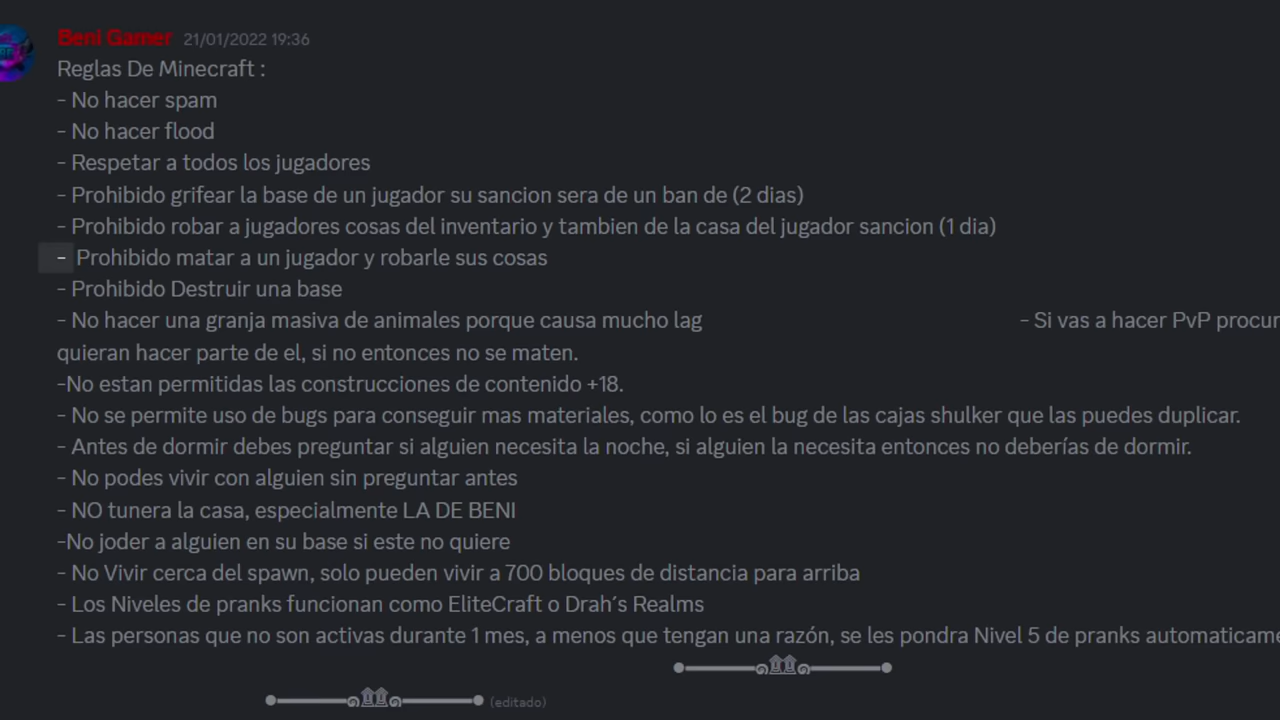 Beni Gamer 21/01/2022 19:36
Reglas De Minecraft :
- No hacer spam
- No hacer flood
- Respetar a todos los jugadores
- Prohibido grifear la base de un jugador su sancion sera de un ban de (2 dias)
- Prohibido robar a jugadores cosas del inventario y tambien de la casa del jugador sancion (1 dia)
- Prohibido matar a un jugador y robarle sus cosas
- Prohibido Destruir una base
- No hacer una granja masiva de animales porque causa mucho lag - Si vas a hacer PvP
quieran hacer parte de el, si no entonces no se maten.
-No estan permitidas las construcciones de contenido +18.
- No se permite uso de bugs para conseguir mas materiales, como lo es el bug de las cajas shulker que las puedes duplicar.
- Antes de dormir debes preguntar si alguien necesita la noche, si alguien la necesita entonces no deberías de dormir.
- No podes vivir con alguien sin preguntar antes
- NO tunera la casa, especialmente LA DE BENI
-No joder a alguien en su base si este no quiere
- No Vivir cerca del spawn, solo pueden vivir a 700 bloques de distancia para arriba
- Los Niveles de pranks funcionan como EliteCraft o Drah´s Realms
- Las personas que no son activas durante 1 mes, a menos que tengan una razón, se les pondra Nivel 5 de pranks
(editado)